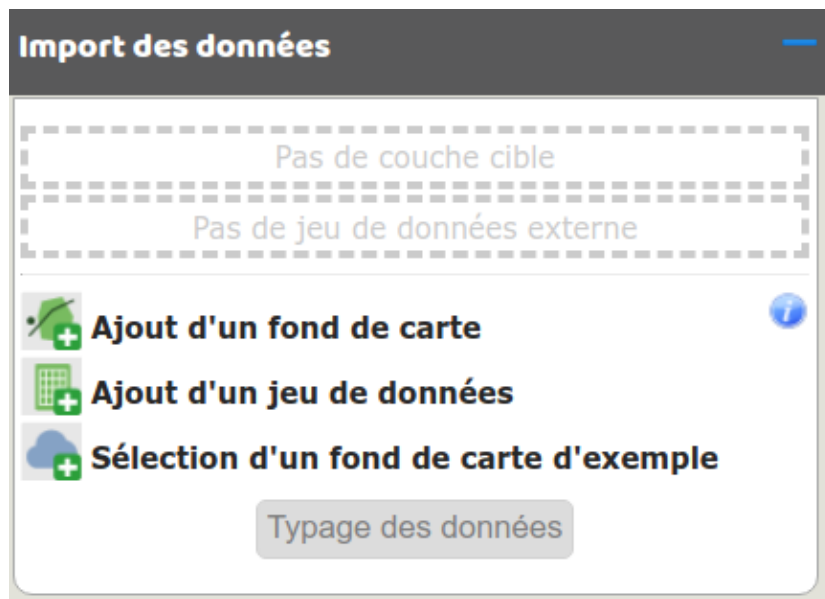 Import des données
Pas de couche cible
Pas de jeu de données externe
Ajout d'un fond de carte
Ajout d'un jeu de données
Sélection d'un fond de carte d'exemple
Typage des données